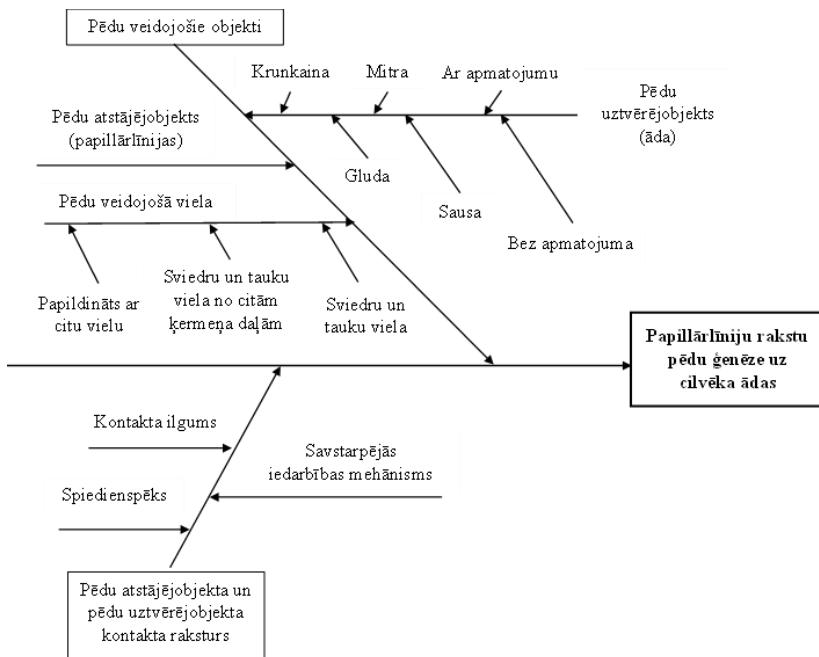 Pēdu veidojošie objekti
Krunkaina
Mitra
Ar apmatojumu
Pēdu
uztvērējobjekts
(āda)
Pēdu atstājējobjekts
(papillārlīnijas)
Gluda
Sausa
Bez apmatojuma
Pēdu veidojošā viela
Papildināts ar
citu vielu
Sviedru un
tauku
viela no citām
ķermeņa daļām
Sviedru un
tauku viela
Papillārlīniju rakstu
pēdu ģenēze uz
cilvēka ādas
Kontakta ilgums
Savstarpējās
iedarbības mehānisms
Spiedienspēks
Pēdu atstājējobjekta un
pēdu uztvērējobjekta
kontakta raksturs